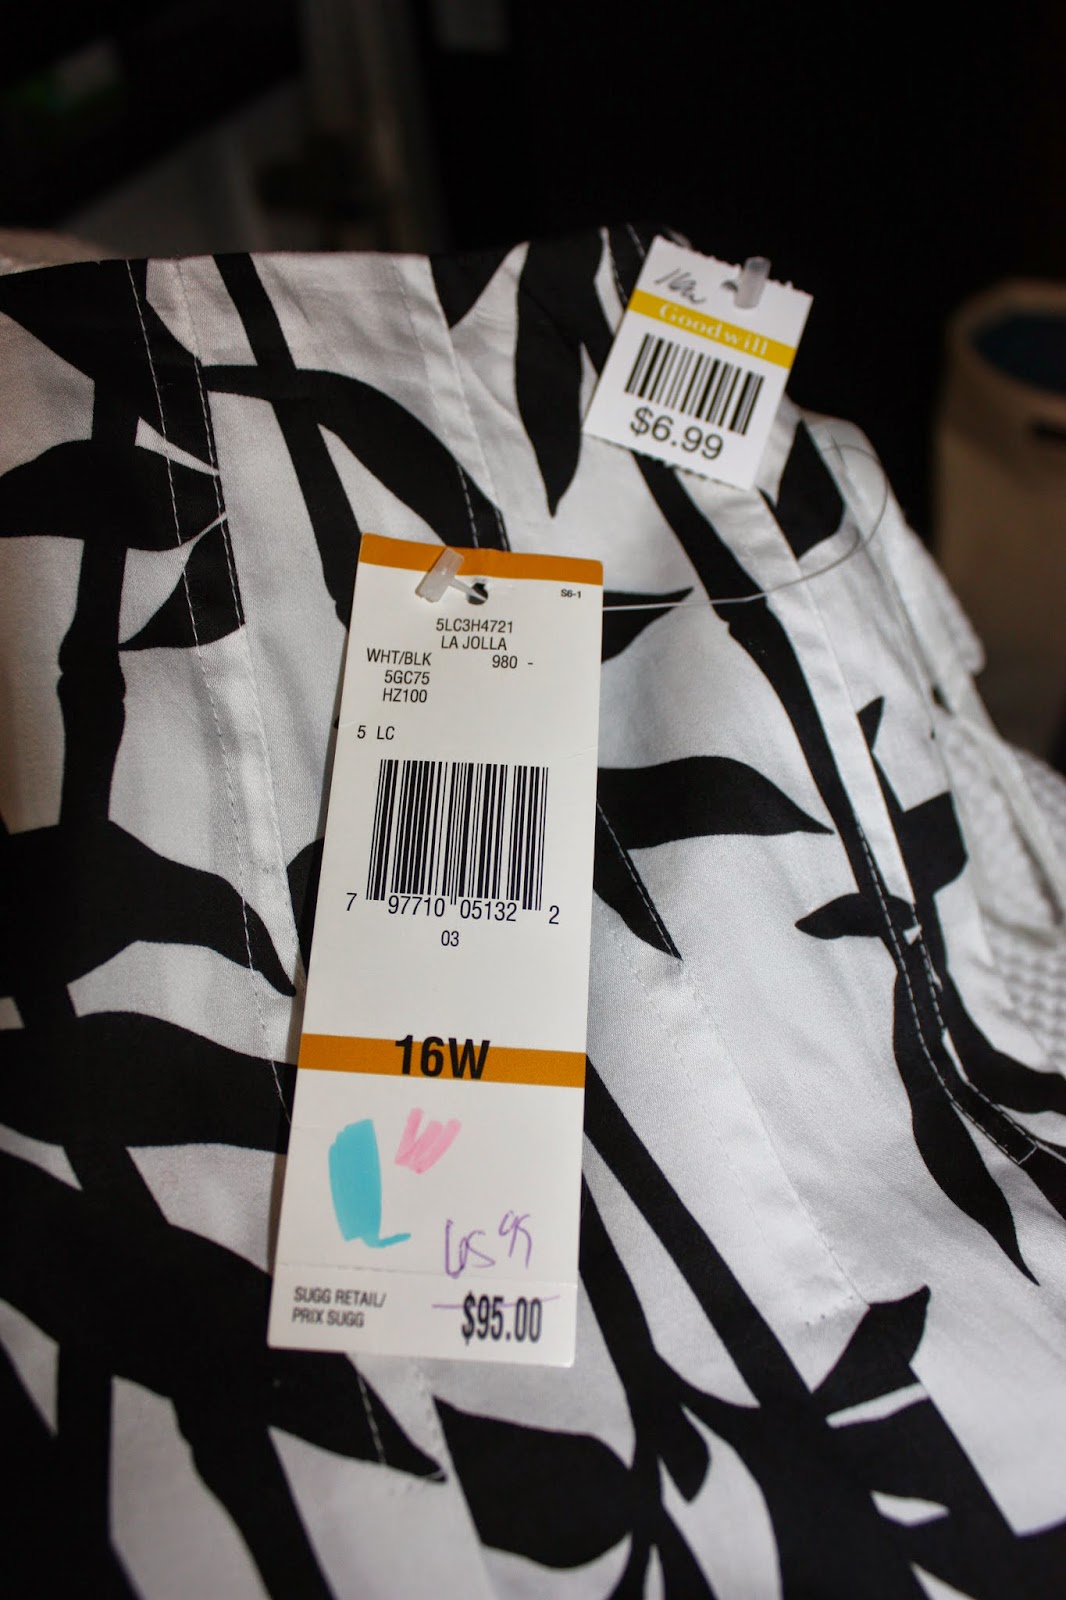 16W
Goodwill
$6.99
S6-1
5LC3H4721
LA JOLLA
WHT/BLK 980 -
5GC75
HZ100
5 LC
7 97710 05132 2
03
16W
SUGG RETAIL/
PRIX SUGG
$95.00